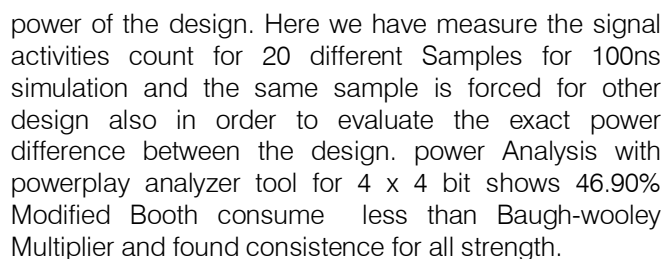 power of the design. Here we have measure the signal
activities count for 20 different Samples for 100ns
simulation and the same sample is forced for other
design also in order to evaluate the exact power
difference between the design. power Analysis with
powerplay analyzer tool for 4 x 4 bit shows 46.90%
Modified Booth consume less than Baugh-wooley
Multiplier and found consistence for all strength.